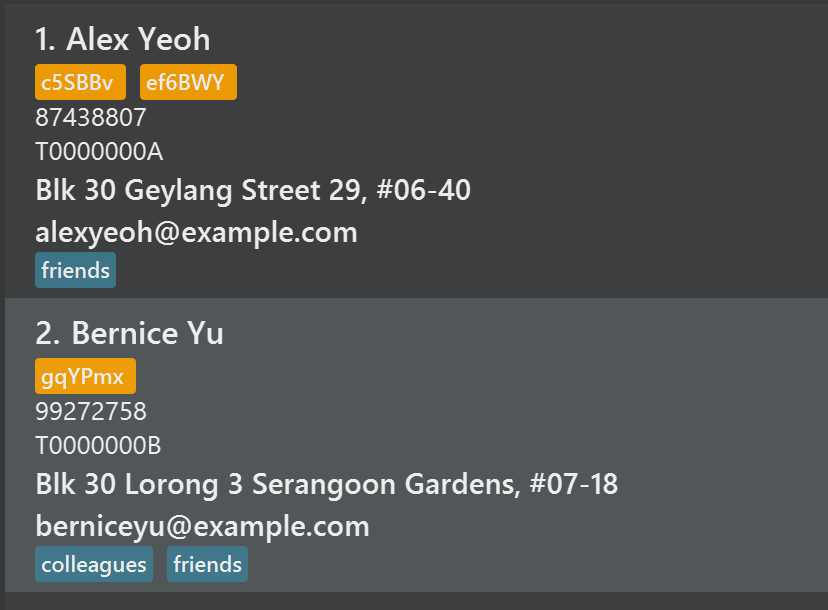 1. Alex Yeoh
c5SBBv ef6BWY
87438807
T0000000A
Blk 30 Geylang Street 29, #06-40
alexyeoh@example.com
friends
2. Bernice Yu
gqYPmx
99272758
T0000000B
Blk 30 Lorong 3 Serangoon Gardens, #07-18
berniceyu@example.com
colleagues friends